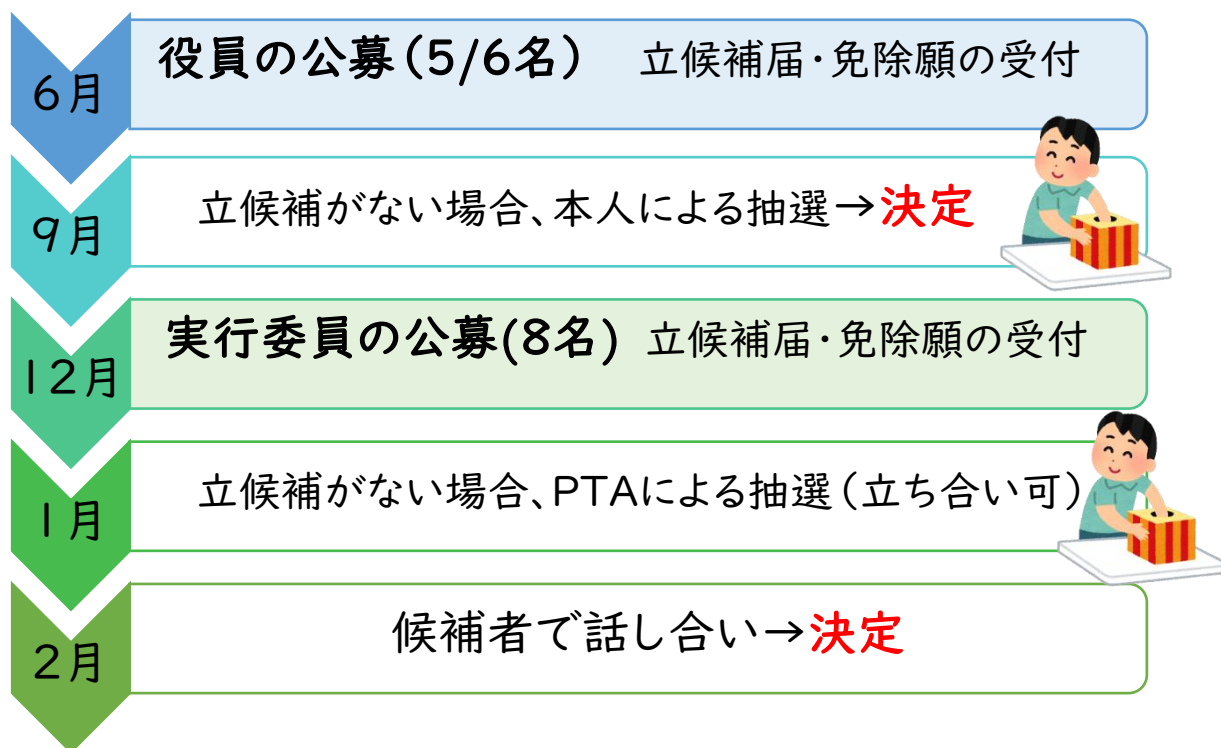 6月
役員の公募(5/6名) 立候補届・免除願の受付
9月
立候補がない場合、本人による抽選→決定
12月
実行委員の公募(8名) 立候補届・免除願の受付
1月
立候補がない場合、PTAによる抽選(立ち合い可)
2月
候補者で話し合い→決定